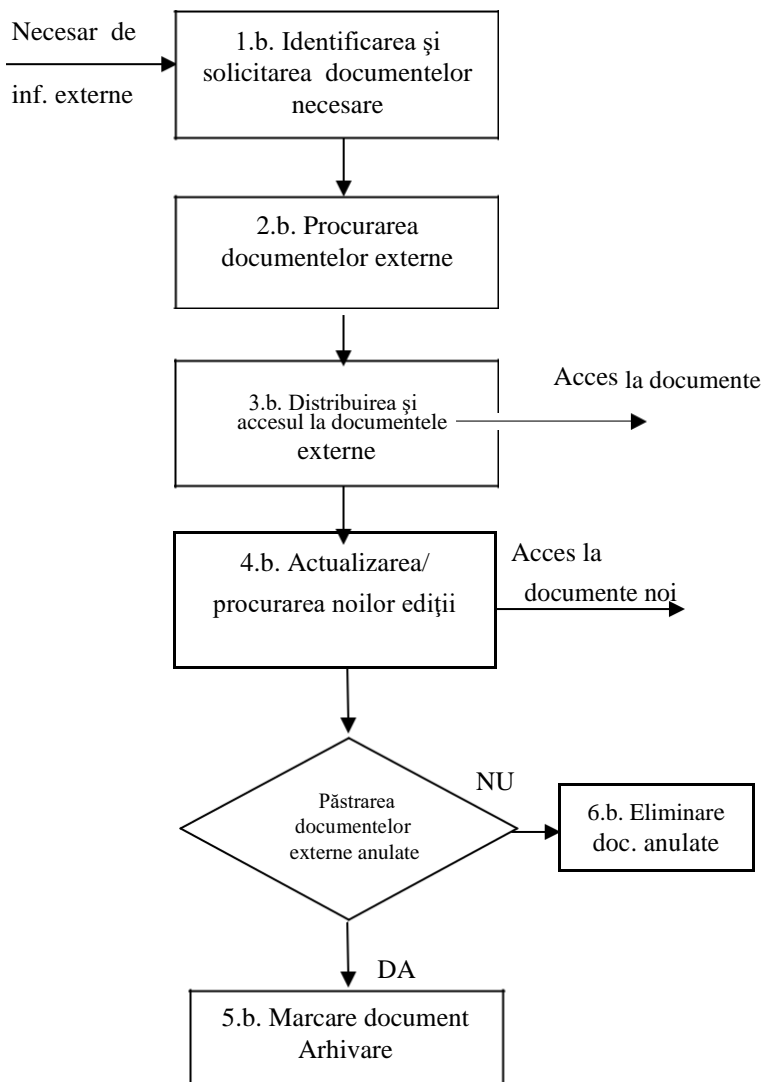 Necesar de
inf. externe
1.b. Identificarea şi
solicitarea documentelor
necesare
2.b. Procurarea
documentelor externe
3.b. Distribuirea şi
accesul la documentele
externe
Acces la documente
4.b. Actualizarea/
procurarea noilor ediţii
Acces la
documente noi
Păstrarea
documentelor
externe anulate
NU
6.b. Eliminare
doc. anulate
DA
5.b. Marcare document
Arhivare